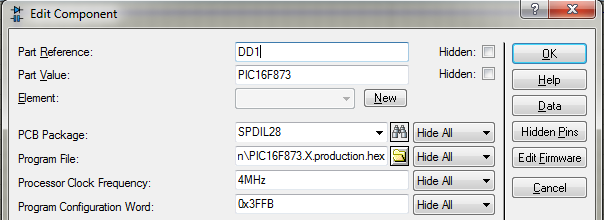 Edit Component
Part Reference: DD1 Hidden: OK
Part Value: PIC16F873 Hidden: Help
Element: New Data
PCB Package: SPDIL28 Hide All Hidden Pins
Program File: n\PIC16F873.X.production.hex Hide All Edit Firmware
Processor Clock Frequency: 4MHz Hide All Cancel
Program Configuration Word: 0x3FFB Hide All